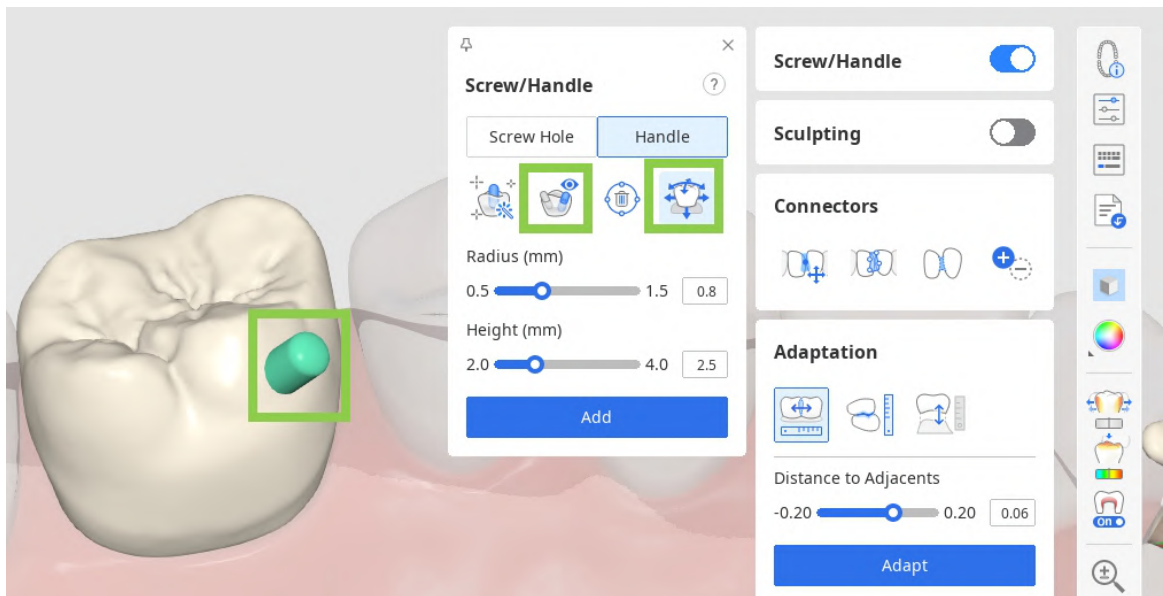 Screw/Handle
?
Screw Hole Handle
Radius (mm)
0.5 1.5 0.8
Height (mm)
2.0 4.0 2.5
Add
Screw/Handle
Sculpting
Connectors
Adaptation
Distance to Adjacents
-0.20 0.20 0.06
Adapt
On